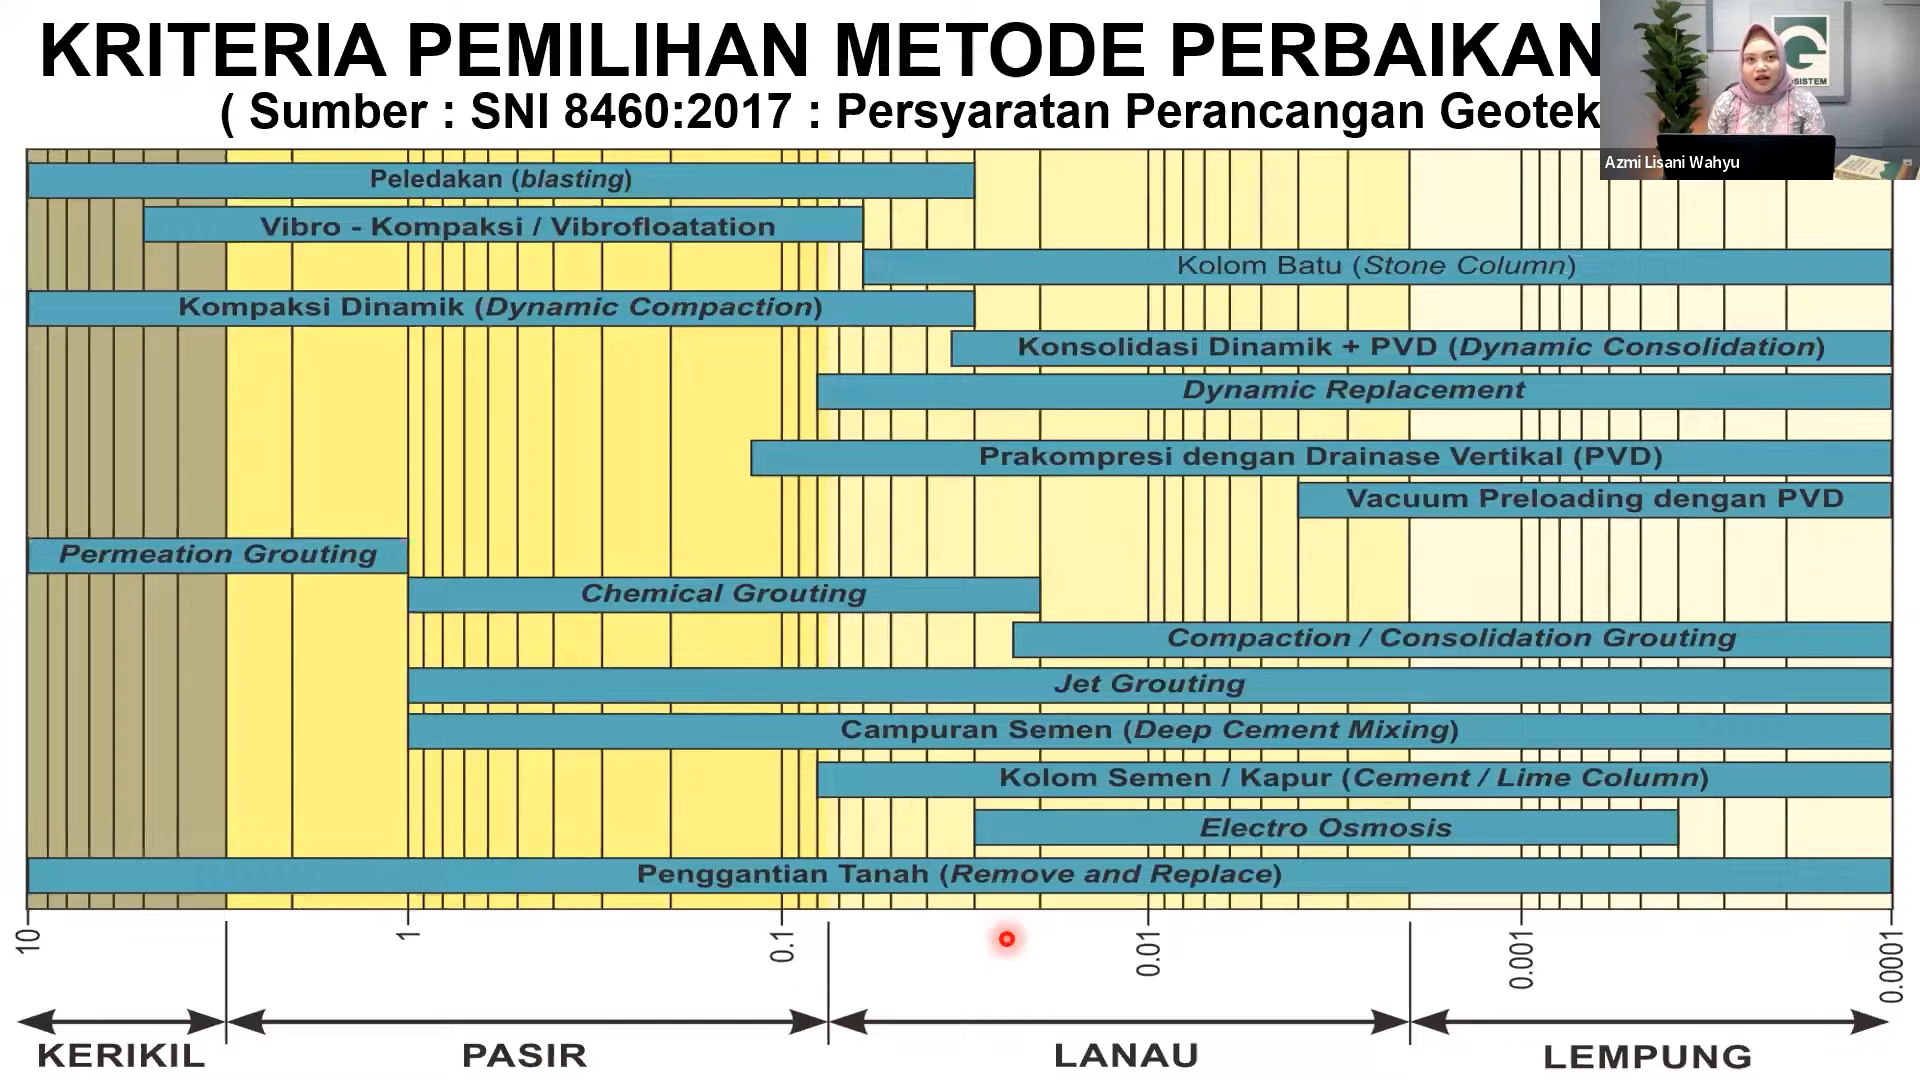 KRITERIA PEMILIHAN METODE PERBAIKAN
( Sumber : SNI 8460:2017 : Persyaratan Perancangan Geotek
Azmi Lisani Wahyu
Peledakan (blasting)
Vibro - Kompaksi / Vibrofloatation
Kolom Batu (Stone Column)
Kompaksi Dinamik (Dynamic Compaction)
Konsolidasi Dinamik + PVD (Dynamic Consolidation)
Dynamic Replacement
Prakompresi dengan Drainase Vertikal (PVD)
Vacuum Preloading dengan PVD
Permeation Grouting
Chemical Grouting
Compaction / Consolidation Grouting
Jet Grouting
Campuran Semen (Deep Cement Mixing)
Kolom Semen / Kapur (Cement / Lime Column)
Electro Osmosis
Penggantian Tanah (Remove and Replace)
10 1 0.1 0.01 0.001 0.0001
KERIKIL PASIR LANAU LEMPUNG